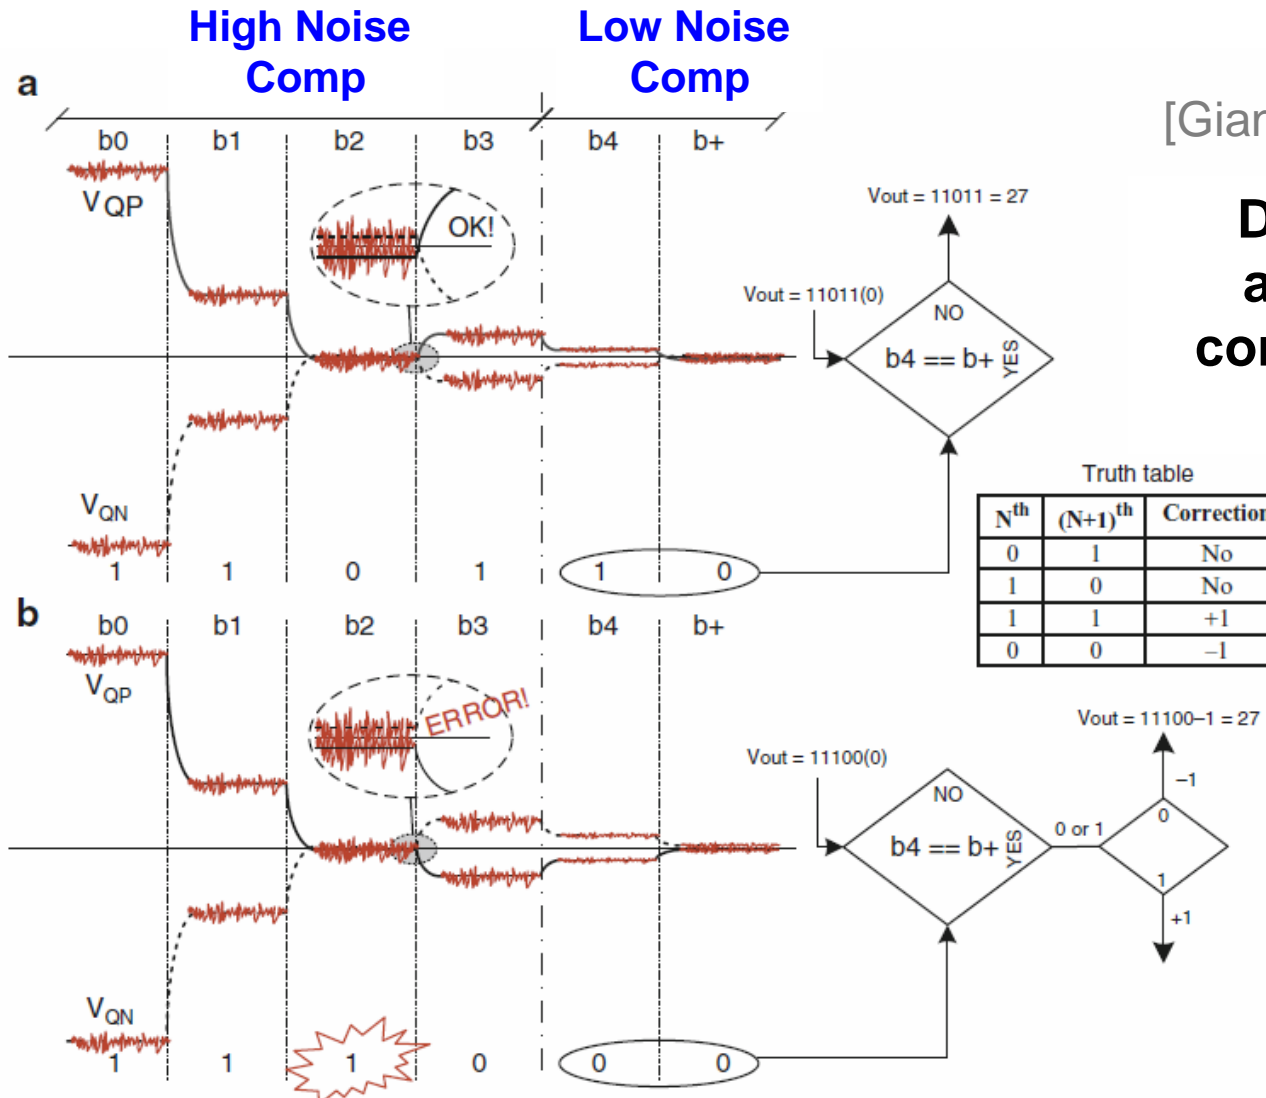 High Noise
Comp
Low Noise
Comp
a
b0 b1 b2 b3 b4 b+
[Gian
VQP
OK!
Vout = 11011 = 27
D
a
con
Vout = 11011(0)
NO
b4 == b+
YES
VQN
1 1 0 1 1 0
Truth table
Nth (N+1)th Correction
0 1 No
1 0 No
1 1 +1
0 0 –1
b
b0 b1 b2 b3 b4 b+
VQP
ERROR!
Vout = 11100–1 = 27
Vout = 11100(0)
NO
b4 == b+
YES
0 or 1
–1
0
1
+1
VQN
1 1 1 0 0 0